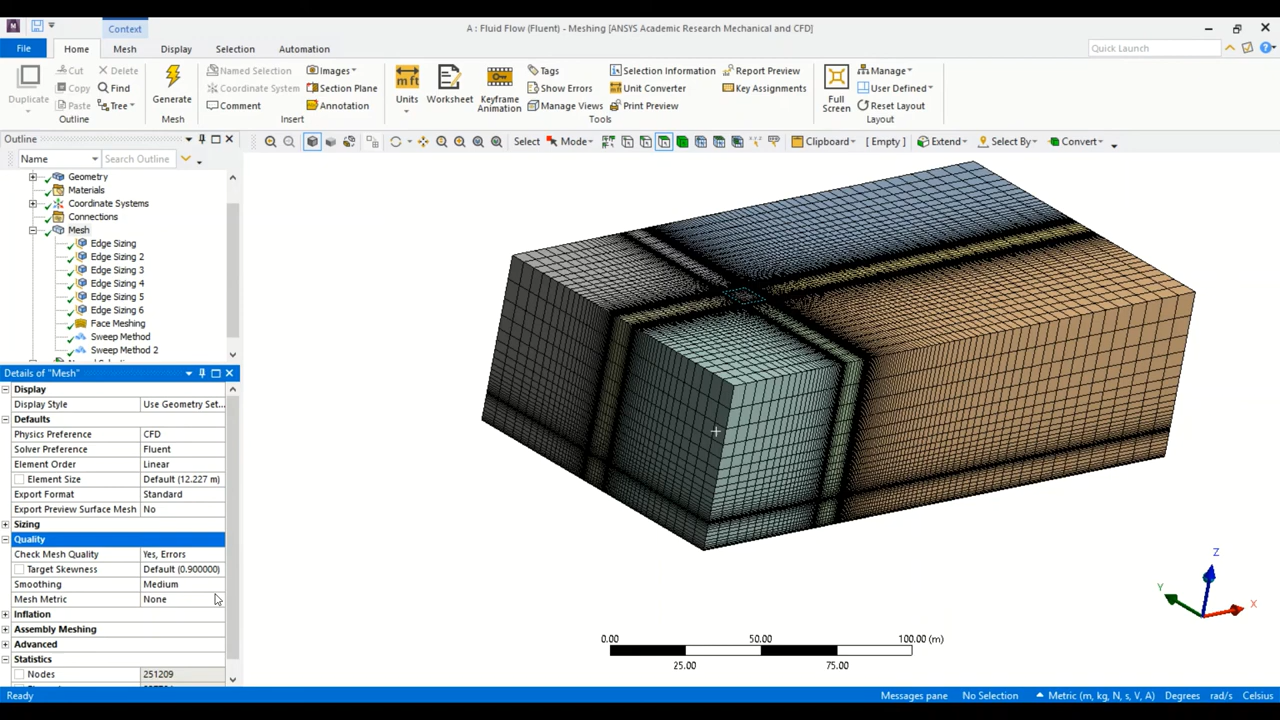 Context
A : Fluid Flow (Fluent) - Meshing [ANSYS Academic Research Mechanical and CFD]
File Home Mesh Display Selection Automation Quick Launch
Duplicate Cut Delete Copy Find Paste Tree Outline
Generate Mesh
Named Selection Coordinate System Comment Images Section Plane Annotation Insert
Units Worksheet Keyframe Animation Tags Show Errors Manage Views Selection Information Unit Converter Print Preview Report Preview Key Assignments Tools
Full Screen Manage User Defined Reset Layout Layout
Outline
Name Search Outline
Select Mode Clipboard [ Empty ] Extend Select By Convert
Geometry
Materials
Coordinate Systems
Connections
Mesh
Edge Sizing
Edge Sizing 2
Edge Sizing 3
Edge Sizing 4
Edge Sizing 5
Edge Sizing 6
Face Meshing
Sweep Method
Sweep Method 2
Details of "Mesh"
Display
Display Style Use Geometry Set...
Defaults
Physics Preference CFD
Solver Preference Fluent
Element Order Linear
Element Size Default (12.227 m)
Export Format Standard
Export Preview Surface Mesh No
Sizing
Quality
Check Mesh Quality Yes, Errors
Target Skewness Default (0.900000)
Smoothing Medium
Mesh Metric None
Inflation
Assembly Meshing
Advanced
Statistics
Nodes 251209
Z
Y
X
0.00 50.00 100.00 (m)
25.00 75.00
Ready Messages pane No Selection Metric (m, kg, N, s, V, A) Degrees rad/s Celsius